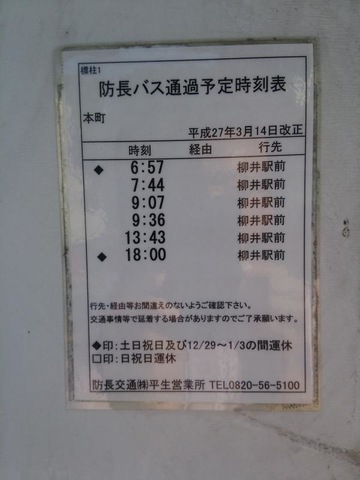 標柱1
防長バス通過予定時刻表
本町
平成27年3月14日改正
時刻 経由 行先
◆ 6:57 柳井駅前
7:44 柳井駅前
9:07 柳井駅前
9:36 柳井駅前
13:43 柳井駅前
◆ 18:00 柳井駅前
行先・経由等お間違えのないようご確認下さい。
交通事情等で延着する場合がありますのでご了承願います。
◆印:土日祝日及び12/29~1/3の間運休
□印:日祝日運休
防長交通㈱平生営業所 TEL0820-56-5100